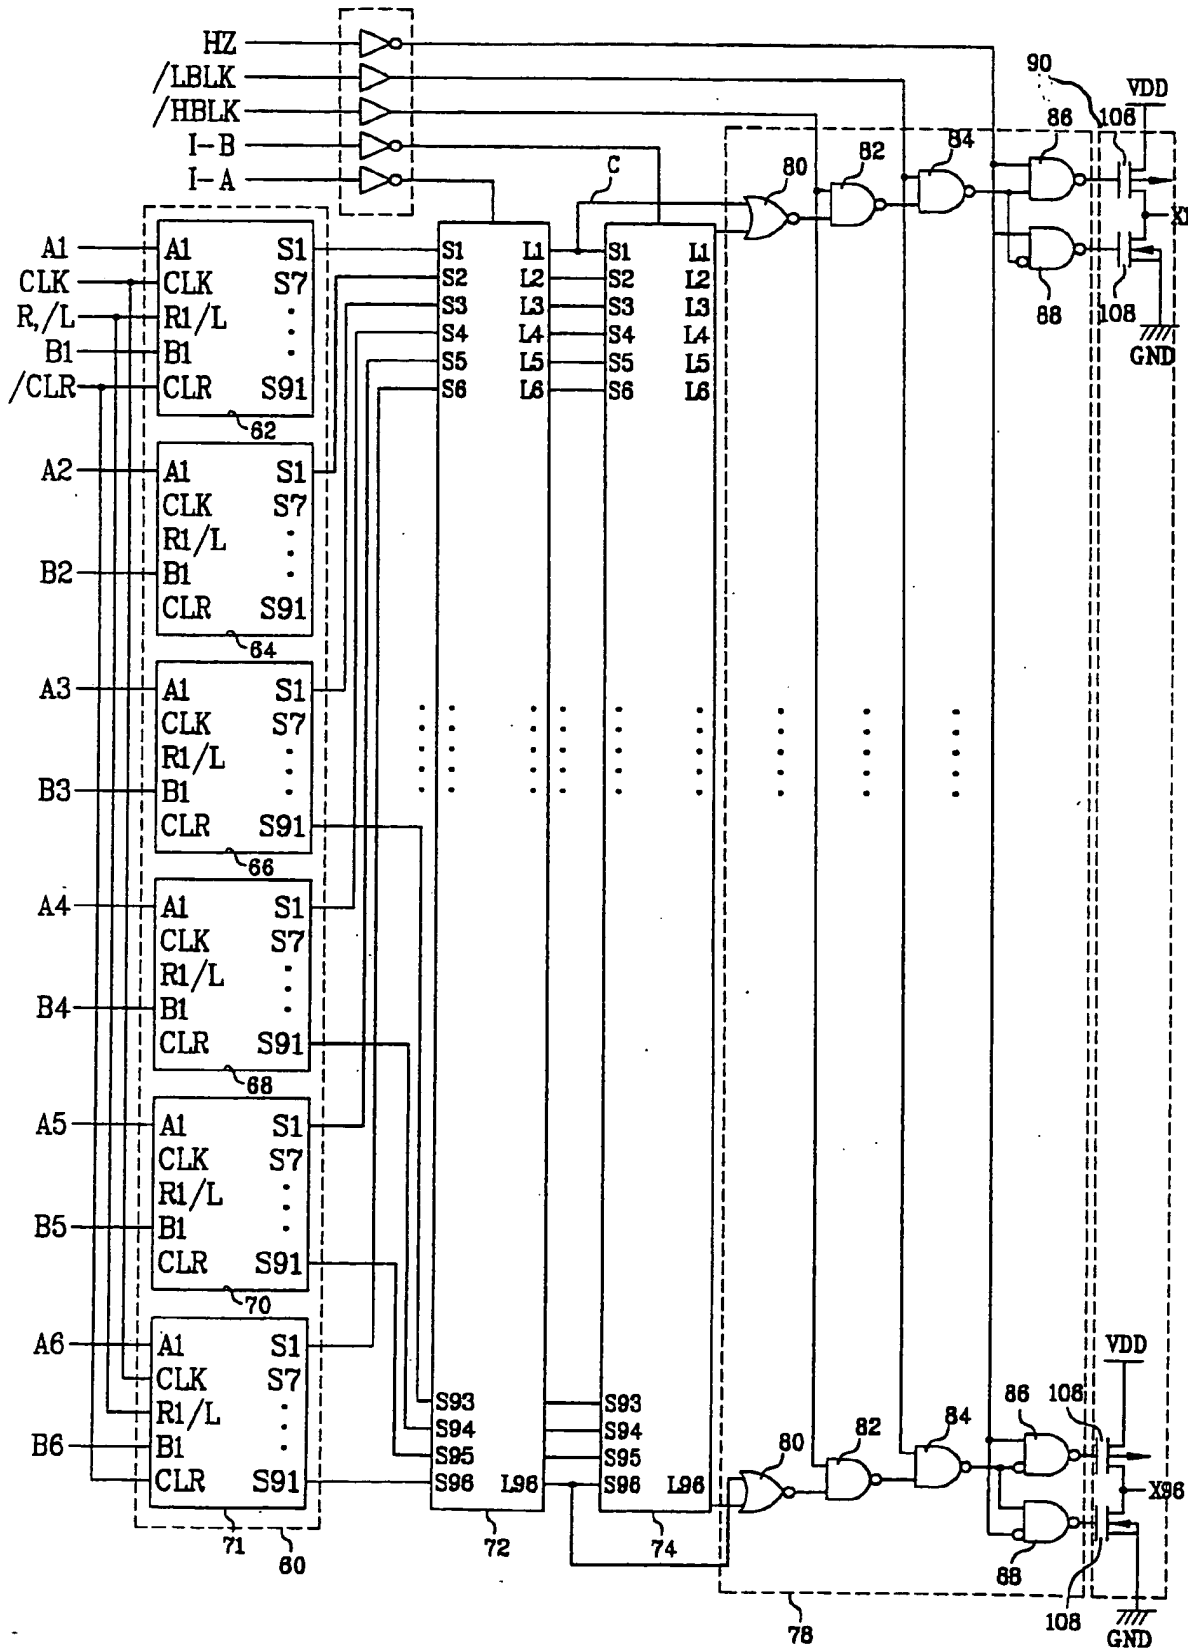 HZ
/LBLK
/HBLK
I-B
I-A
90
VDD
86
106
84
82
80
C
X1
88
108
GND
A1
CLK
R,/L
B1
/CLR
A1 S1
CLK S7
R1/L
B1
CLR S91
62
S1 L1 S1 L1
S2 L2 S2 L2
S3 L3 S3 L3
S4 L4 S4 L4
S5 L5 S5 L5
S6 L6 S6 L6
A2
B2
A1 S1
CLK S7
R1/L
B1
CLR S91
64
A3
B3
A1 S1
CLK S7
R1/L
B1
CLR S91
66
A4
B4
A1 S1
CLK S7
R1/L
B1
CLR S91
68
A5
B5
A1 S1
CLK S7
R1/L
B1
CLR S91
70
A6
B6
A1 S1
CLK S7
R1/L
B1
CLR S91
71
60
S93 S93
S94 S94
S95 S95
S96 L96 S96 L96
72
74
80
82
84
86
VDD
X96
88
108
GND
78